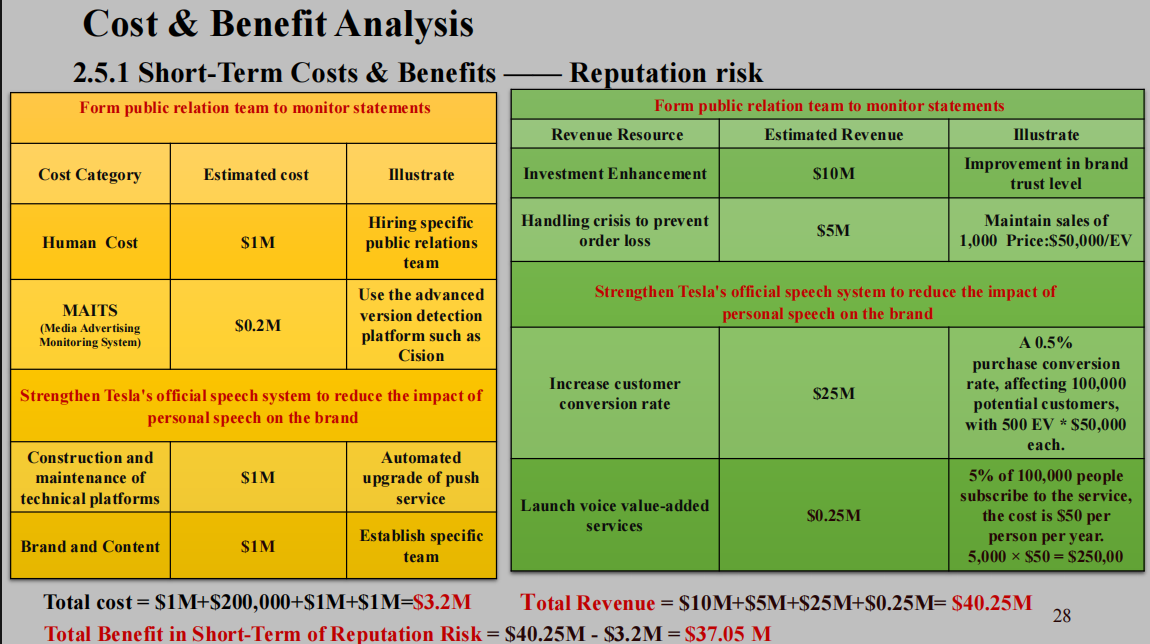 Cost & Benefit Analysis
2.5.1 Short-Term Costs & Benefits —— Reputation risk
Form public relation team to monitor statements
Cost Category
Estimated cost
Illustrate
Human Cost
$1M
Hiring specific
public relations
team
MAITS
(Media Advertising
Monitoring System)
$0.2M
Use the advanced
version detection
platform such as
Cision
Strengthen Tesla's official speech system to reduce the impact of
personal speech on the brand
Construction and
maintenance of
technical platforms
$1M
Automated
upgrade of push
service
Brand and Content
$1M
Establish specific
team
Total cost = $1M+$200,000+$1M+$1M=$3.2M
Form public relation team to monitor statements
Revenue Resource
Estimated Revenue
Illustrate
Investment Enhancement
$10M
Improvement in brand
trust level
Handling crisis to prevent
order loss
$5M
Maintain sales of
1,000 Price:$50,000/EV
Strengthen Tesla's official speech system to reduce the impact of
personal speech on the brand
Increase customer
conversion rate
$25M
A 0.5%
purchase conversion
rate, affecting 100,000
potential customers,
with 500 EV * $50,000
each.
Launch voice value-added
services
$0.25M
5% of 100,000 people
subscribe to the service,
the cost is $50 per
person per year.
5,000 × $50 = $250,00
Total Revenue = $10M+$5M+$25M+$0.25M= $40.25M
Total Benefit in Short-Term of Reputation Risk = $40.25M - $3.2M = $37.05 M
28